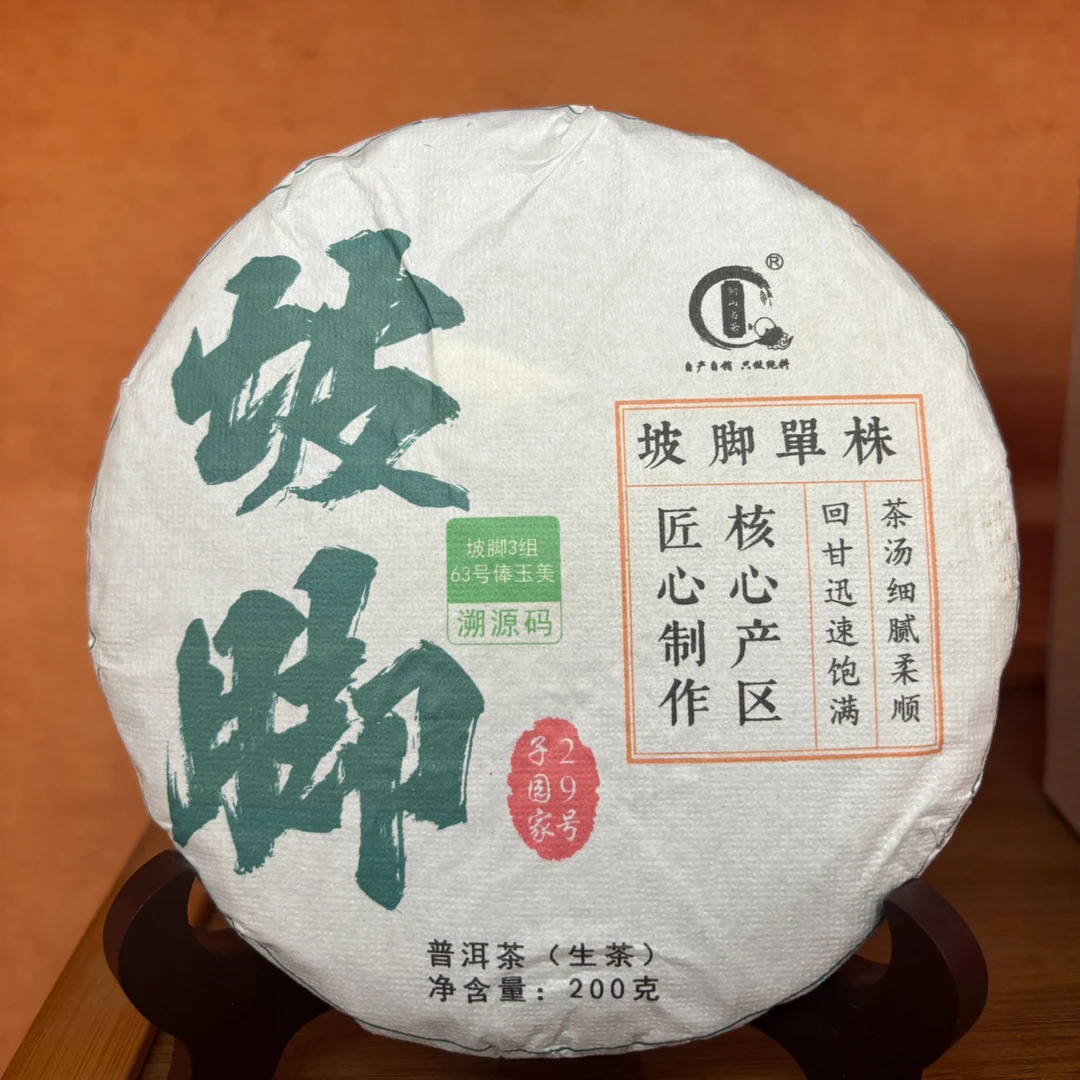 坡脚
®
自产自销 只做纯料
坡脚單株
茶汤细腻柔顺
回甘迅速饱满
核心产区
匠心制作
坡脚3组
63号俸玉美
溯源码
29号
子园家
普洱茶（生茶）
净含量：200克